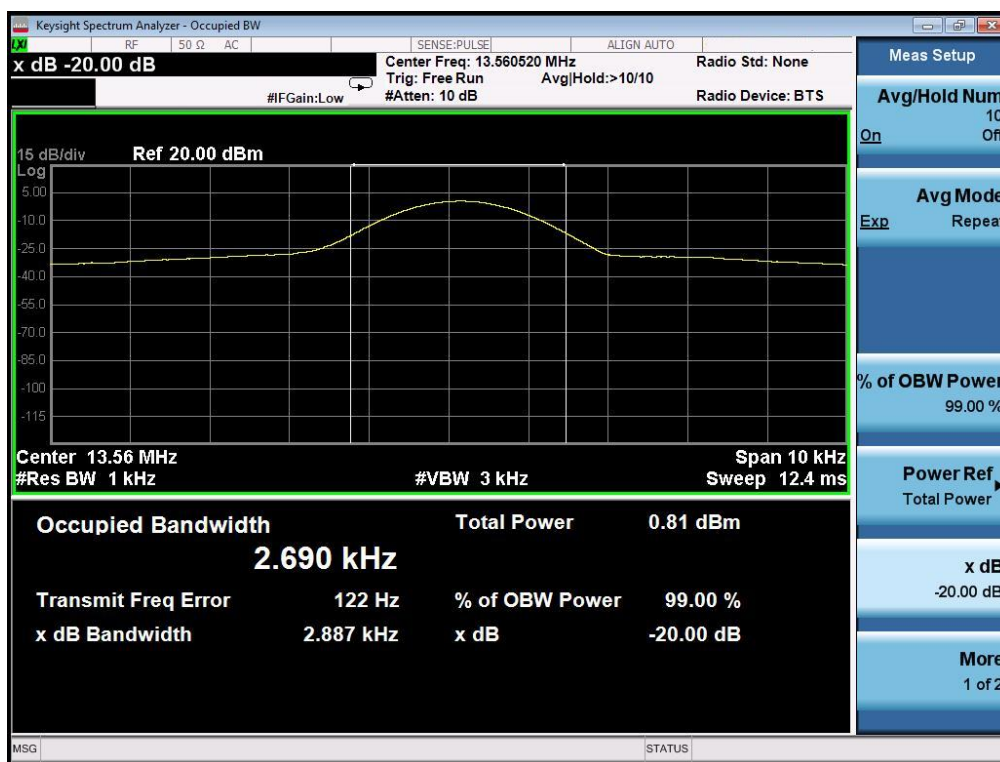 Keysight Spectrum Analyzer - Occupied BW
LXI RF 50 Ω AC SENSE:PULSE ALIGN AUTO
x dB -20.00 dB
Center Freq: 13.560520 MHz Radio Std: None
Trig: Free Run Avg|Hold:>10/10
#IFGain:Low #Atten: 10 dB Radio Device: BTS
15 dB/div Ref 20.00 dBm
Log
5.00
-10.0
-25.0
-40.0
-55.0
-70.0
-85.0
-100
-115
Center 13.56 MHz Span 10 kHz
#Res BW 1 kHz #VBW 3 kHz Sweep 12.4 ms
Occupied Bandwidth Total Power 0.81 dBm
2.690 kHz
Transmit Freq Error 122 Hz % of OBW Power 99.00 %
x dB Bandwidth 2.887 kHz x dB -20.00 dB
MSG STATUS
Meas Setup
Avg/Hold Num
10
On Off
Avg Mode
Exp Repeat
% of OBW Power
99.00 %
Power Ref
Total Power
x dB
-20.00 dB
More
1 of 2